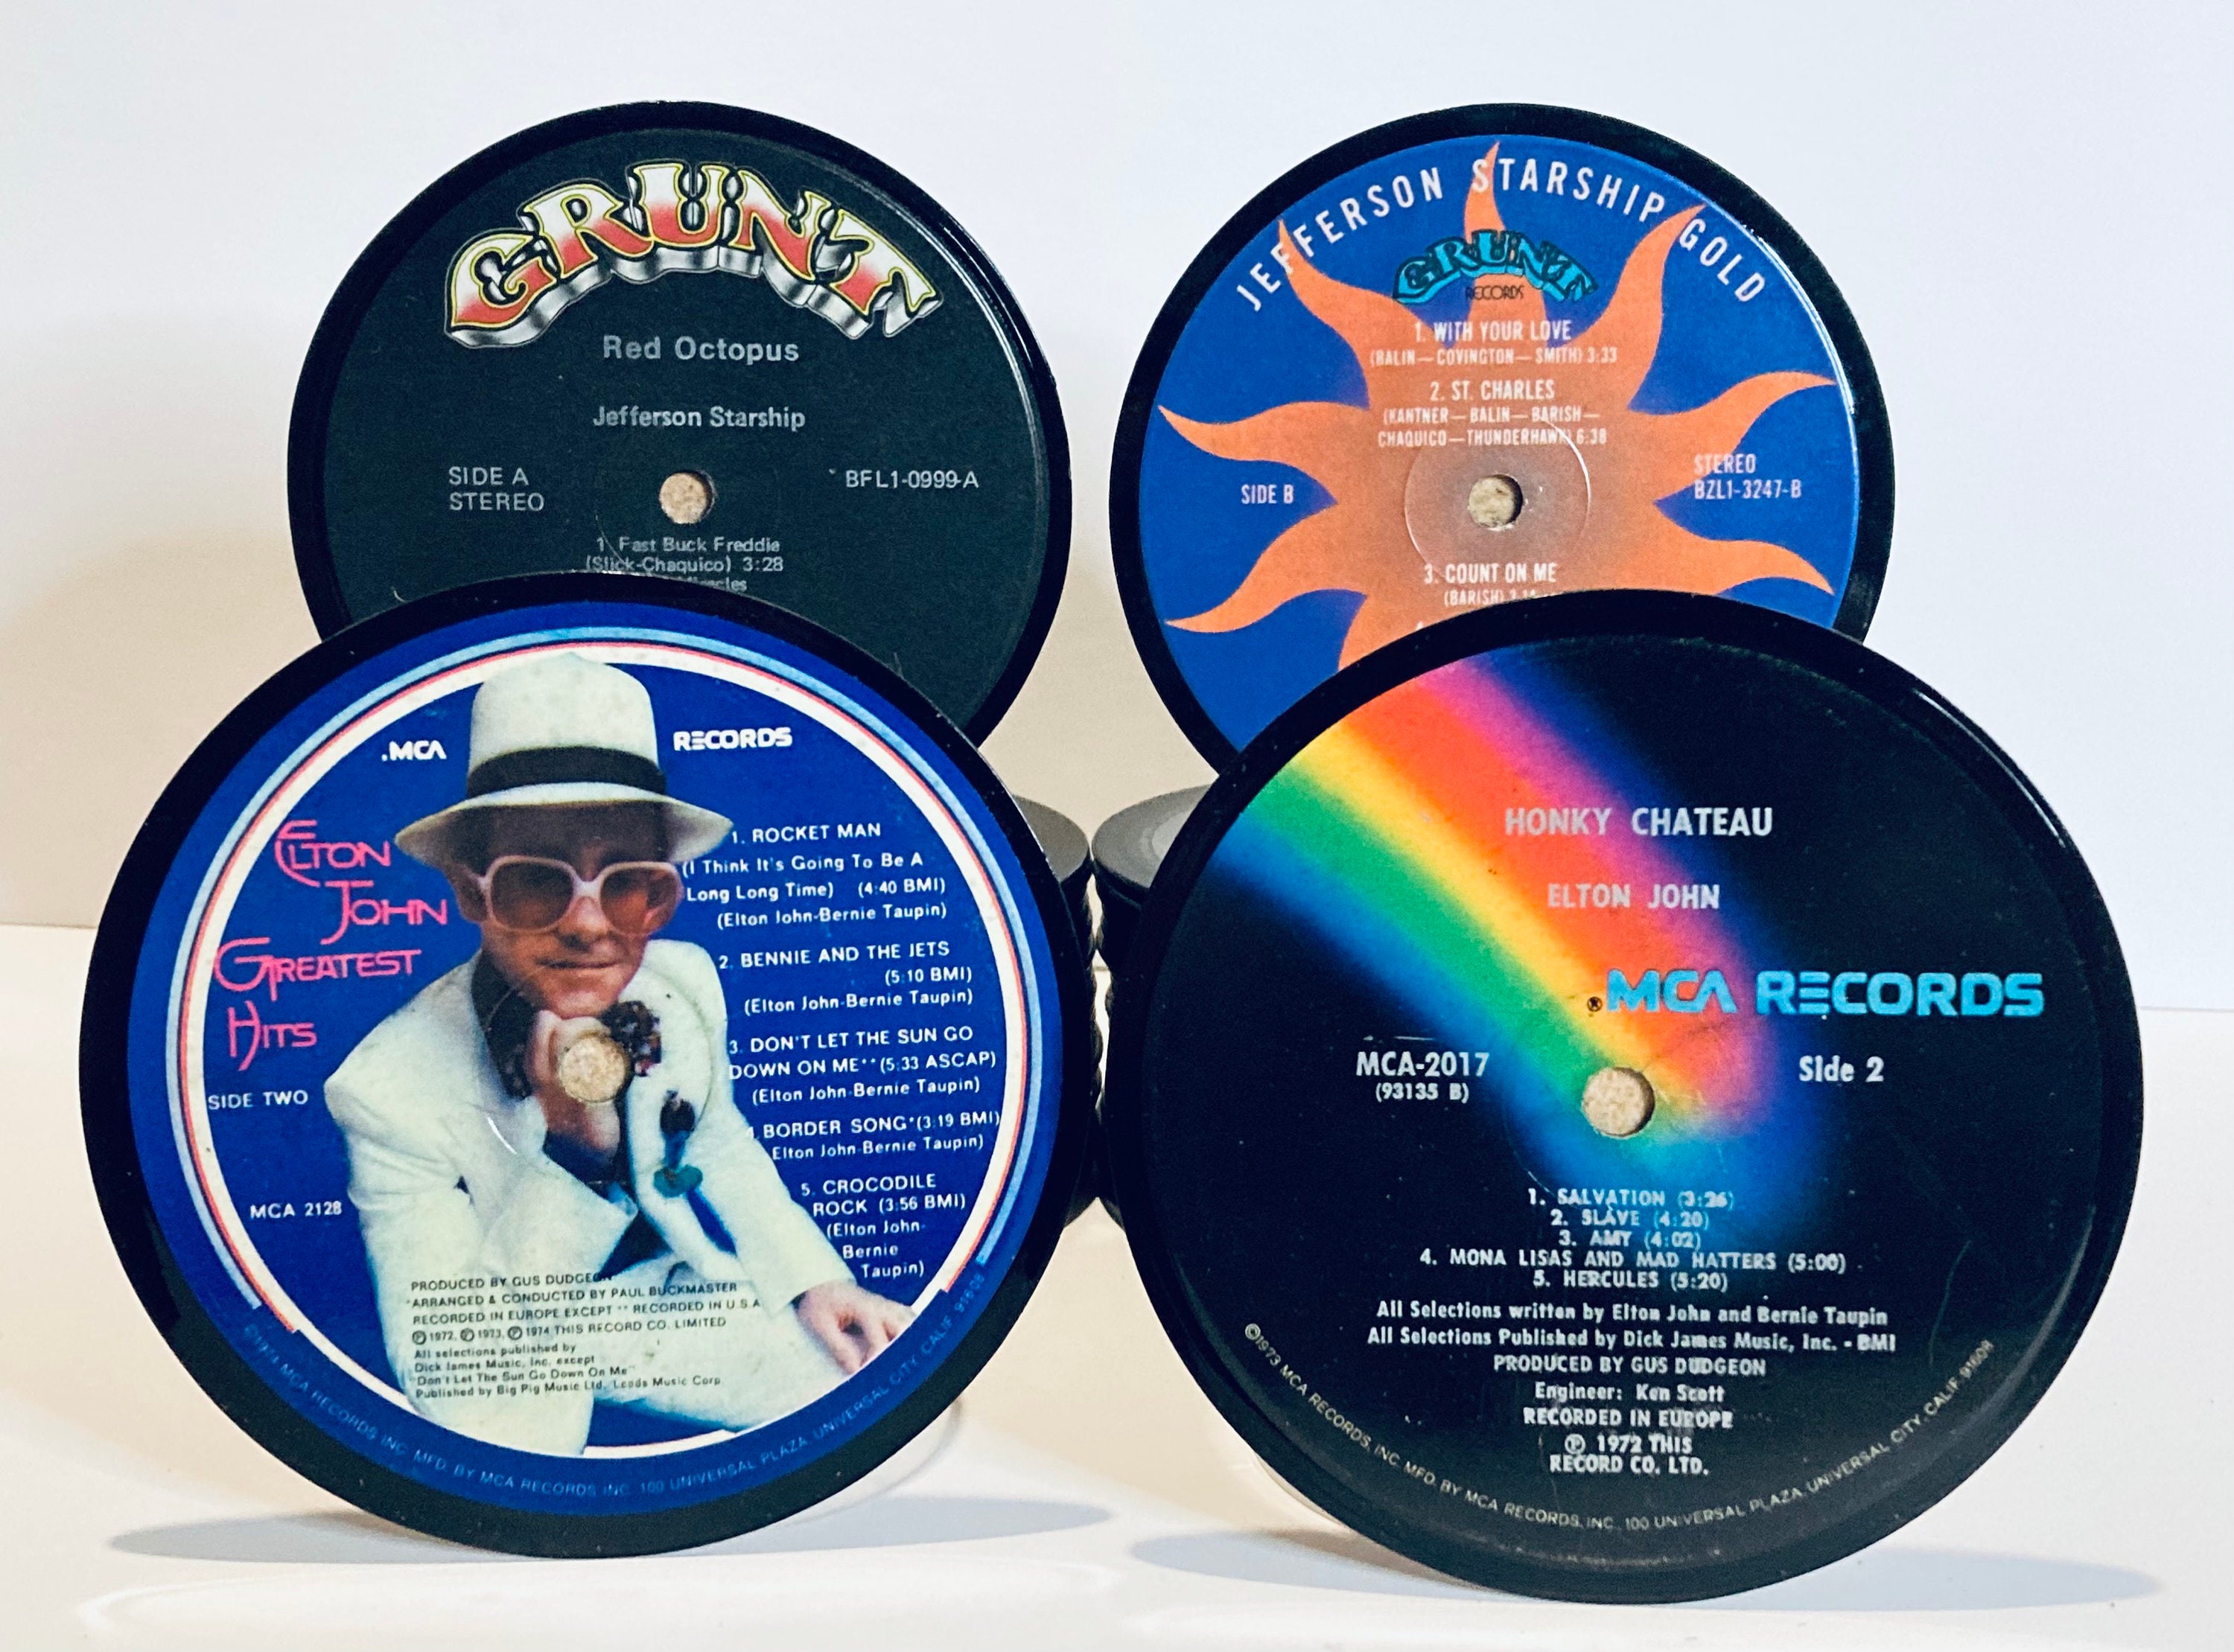 GRUNT
Red Octopus
Jefferson Starship
SIDE A
STEREO
BFL1-0999-A
1 Fast Buck Freddie
(Slick-Chaquico) 3:28
JEFFERSON STARSHIP GOLD
GRUNT
RECORDS
1. WITH YOUR LOVE
(BALIN—COVINGTON—SMITH) 3:33
2. ST. CHARLES
(KANTNER—BALIN—BARISH—
CHAQUICO—THUNDERHAWK) 6:38
SIDE B
STEREO
BZL1-3247-B
3. COUNT ON ME
(BARISH)
.MCA RECORDS
ELTON
JOHN
GREATEST
HITS
SIDE TWO
MCA 2128
1. ROCKET MAN
(I Think It's Going To Be A
Long Long Time) (4:40 BMI)
(Elton John-Bernie Taupin)
2. BENNIE AND THE JETS
(5:10 BMI)
(Elton John-Bernie Taupin)
3. DON'T LET THE SUN GO
DOWN ON ME** (5:33 ASCAP)
(Elton John-Bernie Taupin)
4. BORDER SONG* (3:19 BMI)
Elton John-Bernie Taupin)
5. CROCODILE
ROCK (3:56 BMI)
(Elton John-
Bernie
Taupin)
PRODUCED BY GUS DUDGEON
*ARRANGED & CONDUCTED BY PAUL BUCKMASTER
RECORDED IN EUROPE EXCEPT ** RECORDED IN U.S.A
℗ 1972, ℗ 1973, ℗ 1974 THIS RECORD CO. LIMITED
All selections published by
Dick James Music, Inc. except
"Don't Let The Sun Go Down On Me"
Published by Big Pig Music Ltd. Leeds Music Corp.
©1974 MCA RECORDS INC. MFD. BY MCA RECORDS INC. 100 UNIVERSAL PLAZA, UNIVERSAL CITY, CALIF. 91608
HONKY CHATEAU
ELTON JOHN
.MCA RECORDS
MCA-2017
(93135 B)
Side 2
1. SALVATION (3:26)
2. SLAVE (4:20)
3. AMY (4:02)
4. MONA LISAS AND MAD HATTERS (5:00)
5. HERCULES (5:20)
All Selections written by Elton John and Bernie Taupin
All Selections Published by Dick James Music, Inc. - BMI
PRODUCED BY GUS DUDGEON
Engineer: Ken Scott
RECORDED IN EUROPE
℗ 1972 THIS
RECORD CO. LTD.
©1973 MCA RECORDS, INC. MFD. BY MCA RECORDS, INC., 100 UNIVERSAL PLAZA, UNIVERSAL CITY, CALIF. 91608